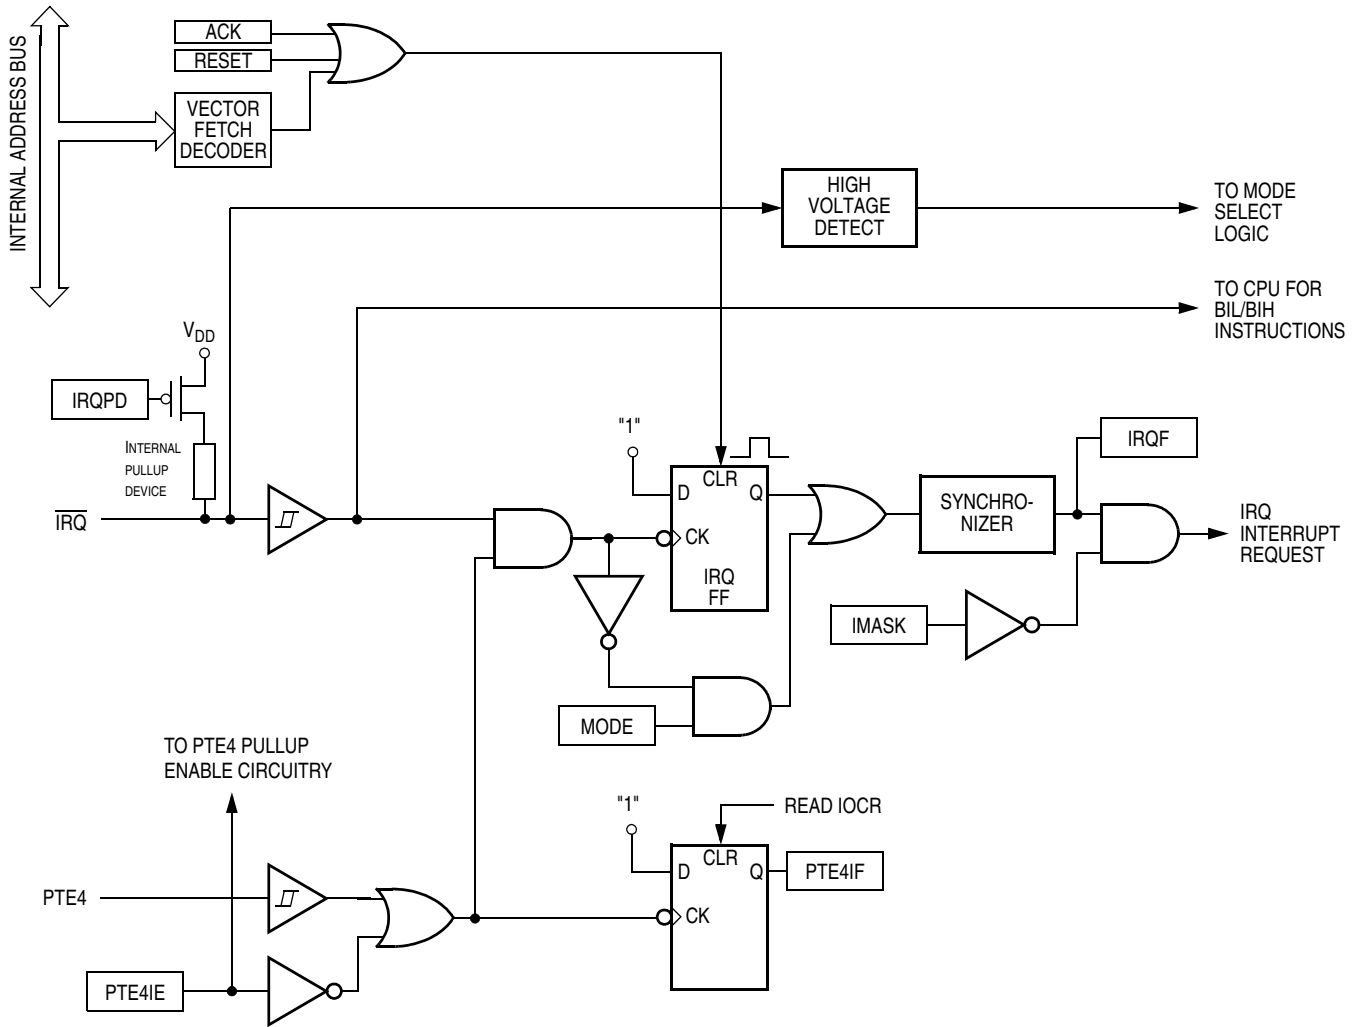 INTERNAL ADDRESS BUS
ACK
RESET
VECTOR
FETCH
DECODER
HIGH
VOLTAGE
DETECT
TO MODE
SELECT
LOGIC
TO CPU FOR
BIL/BIH
INSTRUCTIONS
VDD
IRQPD
INTERNAL
PULLUP
DEVICE
IRQ
"1"
CLR
D
Q
CK
IRQ
FF
SYNCHRO-
NIZER
IRQF
IRQ
INTERRUPT
REQUEST
IMASK
MODE
TO PTE4 PULLUP
ENABLE CIRCUITRY
"1"
READ IOCR
CLR
D
Q
PTE4IF
CK
PTE4
PTE4IE